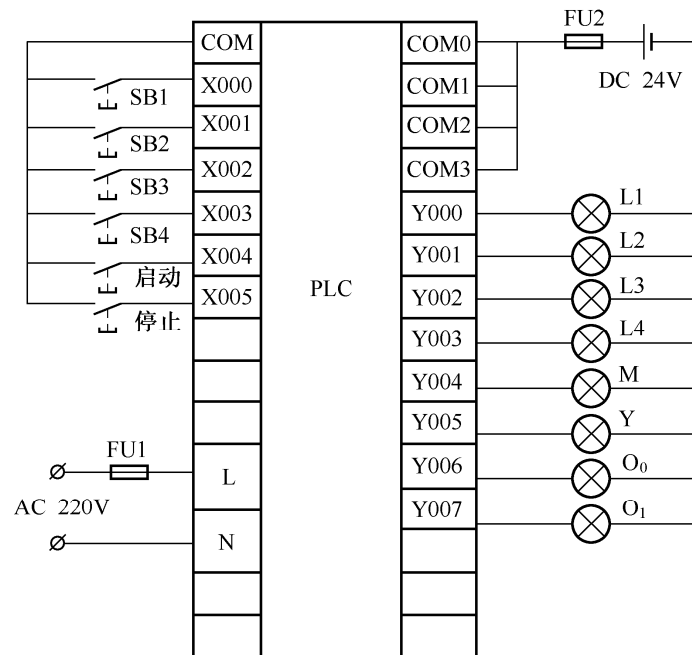 COM
X000
SB1
X001
SB2
X002
SB3
X003
SB4
X004
启动
X005
停止
FU1
L
AC 220V
N
PLC
COM0
FU2
COM1
DC 24V
COM2
COM3
Y000
L1
Y001
L2
Y002
L3
Y003
L4
Y004
M
Y005
Y
Y006
O₀
Y007
O₁